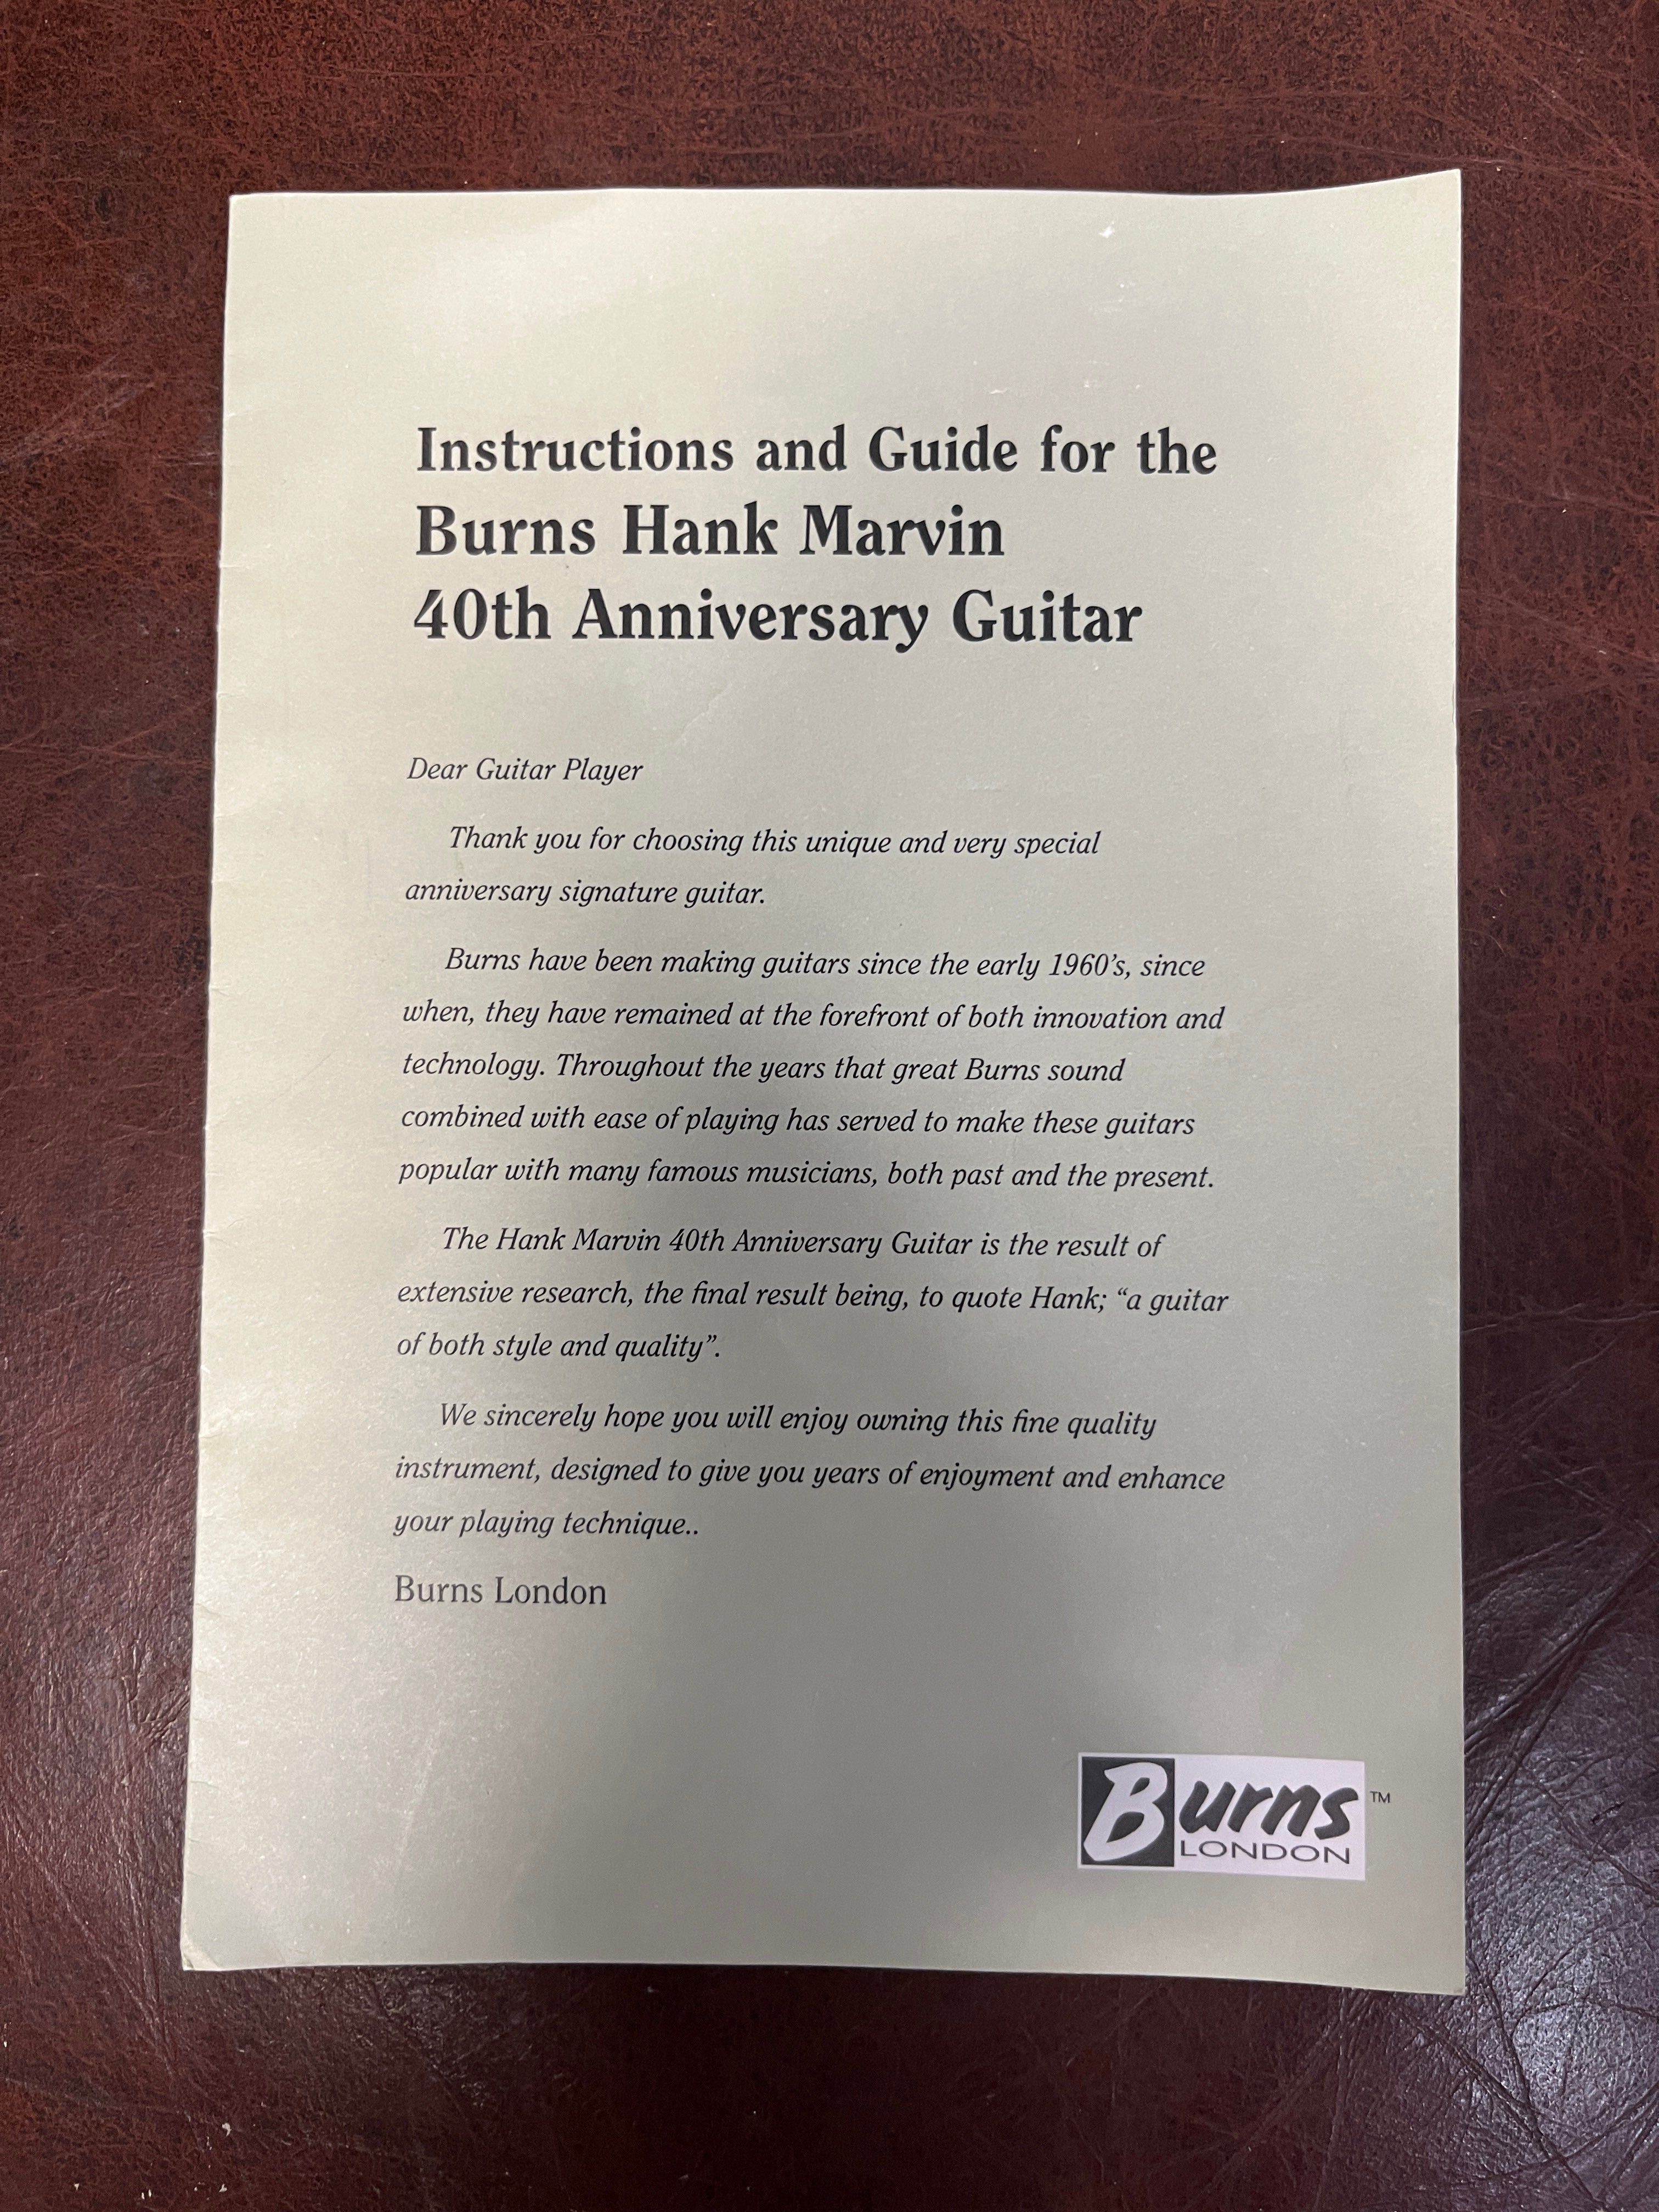 Instructions and Guide for the
Burns Hank Marvin
40th Anniversary Guitar
Dear Guitar Player
Thank you for choosing this unique and very special
anniversary signature guitar.
Burns have been making guitars since the early 1960’s, since
when, they have remained at the forefront of both innovation and
technology. Throughout the years that great Burns sound
combined with ease of playing has served to make these guitars
popular with many famous musicians, both past and the present.
The Hank Marvin 40th Anniversary Guitar is the result of
extensive research, the final result being, to quote Hank; “a guitar
of both style and quality”.
We sincerely hope you will enjoy owning this fine quality
instrument, designed to give you years of enjoyment and enhance
your playing technique..
Burns London
Burns™
LONDON